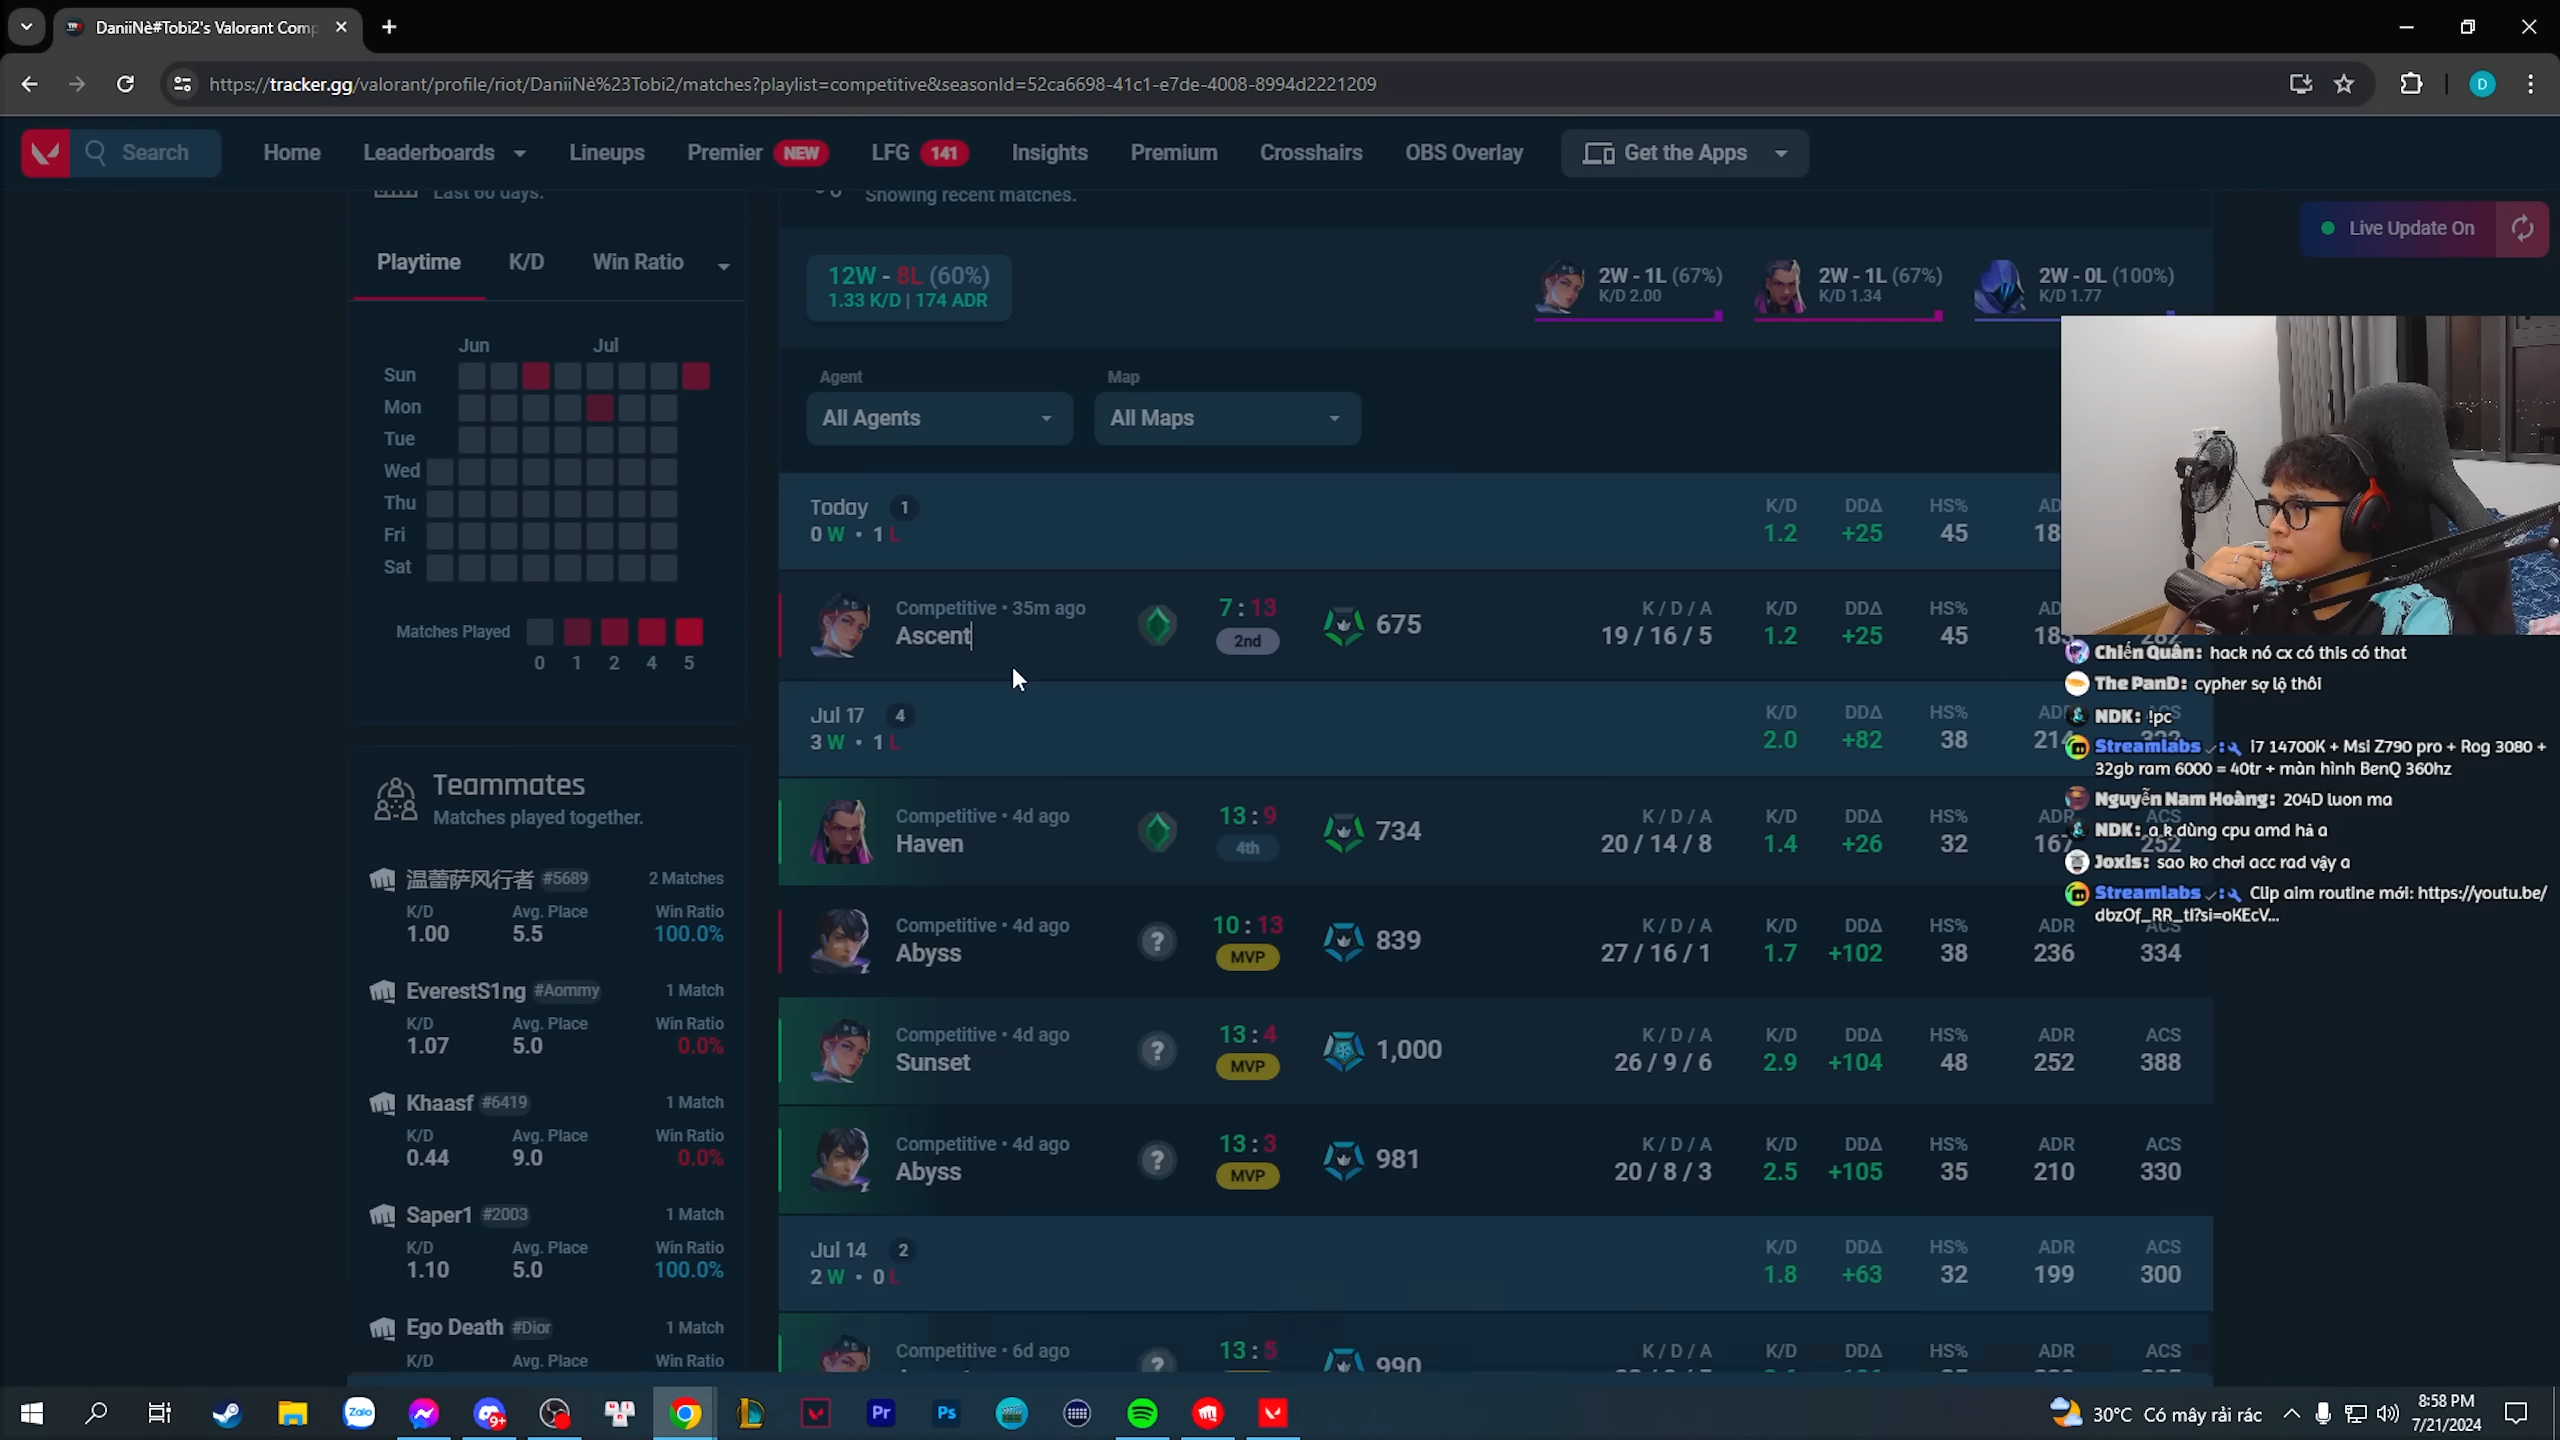 DaniiNè#Tobi2's Valorant Comp
https://tracker.gg/valorant/profile/riot/DaniiNè%23Tobi2/matches?playlist=competitive&seasonId=52ca6698-41c1-e7de-4008-8994d2221209
D
Search
Home
Leaderboards
Lineups
Premier NEW
LFG 141
Insights
Premium
Crosshairs
OBS Overlay
Get the Apps
Last 60 days.
Showing recent matches.
Live Update On
Playtime
K/D
Win Ratio
12W - 8L (60%)
1.33 K/D | 174 ADR
2W - 1L (67%)
K/D 2.00
2W - 1L (67%)
K/D 1.34
2W - 0L (100%)
K/D 1.77
Jun
Jul
Sun
Mon
Tue
Wed
Thu
Fri
Sat
Matches Played
0
1
2
4
5
Agent
All Agents
Map
All Maps
Today 1
0 W • 1 L
K/D
1.2
DDΔ
+25
HS%
45
AD
18
Competitive • 35m ago
Ascent
7 : 13
2nd
675
K / D / A
19 / 16 / 5
K/D
1.2
DDΔ
+25
HS%
45
Jul 17 4
3 W • 1 L
K/D
2.0
DDΔ
+82
HS%
38
AD
214
Competitive • 4d ago
Haven
13 : 9
4th
734
K / D / A
20 / 14 / 8
K/D
1.4
DDΔ
+26
HS%
32
167
252
Competitive • 4d ago
Abyss
10 : 13
MVP
839
K / D / A
27 / 16 / 1
K/D
1.7
DDΔ
+102
HS%
38
ADR
236
ACS
334
Competitive • 4d ago
Sunset
13 : 4
MVP
1,000
K / D / A
26 / 9 / 6
K/D
2.9
DDΔ
+104
HS%
48
ADR
252
ACS
388
Competitive • 4d ago
Abyss
13 : 3
MVP
981
K / D / A
20 / 8 / 3
K/D
2.5
DDΔ
+105
HS%
35
ADR
210
ACS
330
Jul 14 2
2 W • 0 L
K/D
1.8
DDΔ
+63
HS%
32
ADR
199
ACS
300
Competitive • 6d ago
13 : 5
990
K / D / A
K/D
DDΔ
HS%
ADR
ACS
Teammates
Matches played together.
温蕾萨风行者 #5689
2 Matches
K/D
1.00
Avg. Place
5.5
Win Ratio
100.0%
EverestS1ng #Aommy
1 Match
K/D
1.07
Avg. Place
5.0
Win Ratio
0.0%
Khaasf #6419
1 Match
K/D
0.44
Avg. Place
9.0
Win Ratio
0.0%
Saper1 #2003
1 Match
K/D
1.10
Avg. Place
5.0
Win Ratio
100.0%
Ego Death #Dior
1 Match
K/D
Avg. Place
Win Ratio
Chiến Quân: hack nó cx có this có that
The PanD: cypher sợ lộ thôi
NDK: !pc
Streamlabs: i7 14700K + Msi Z790 pro + Rog 3080 +
32gb ram 6000 = 40tr + màn hình BenQ 360hz
Nguyễn Nam Hoàng: 204D luon ma
NDK: a k dùng cpu amd hả a
Joxis: sao ko chơi acc rad vậy a
Streamlabs: Clip aim routine mới: https://youtu.be/
dbzOf_RR_tI?si=oKEcV...
Zalo
9+
Pr
Ps
30°C Có mây rải rác
8:58 PM
7/21/2024